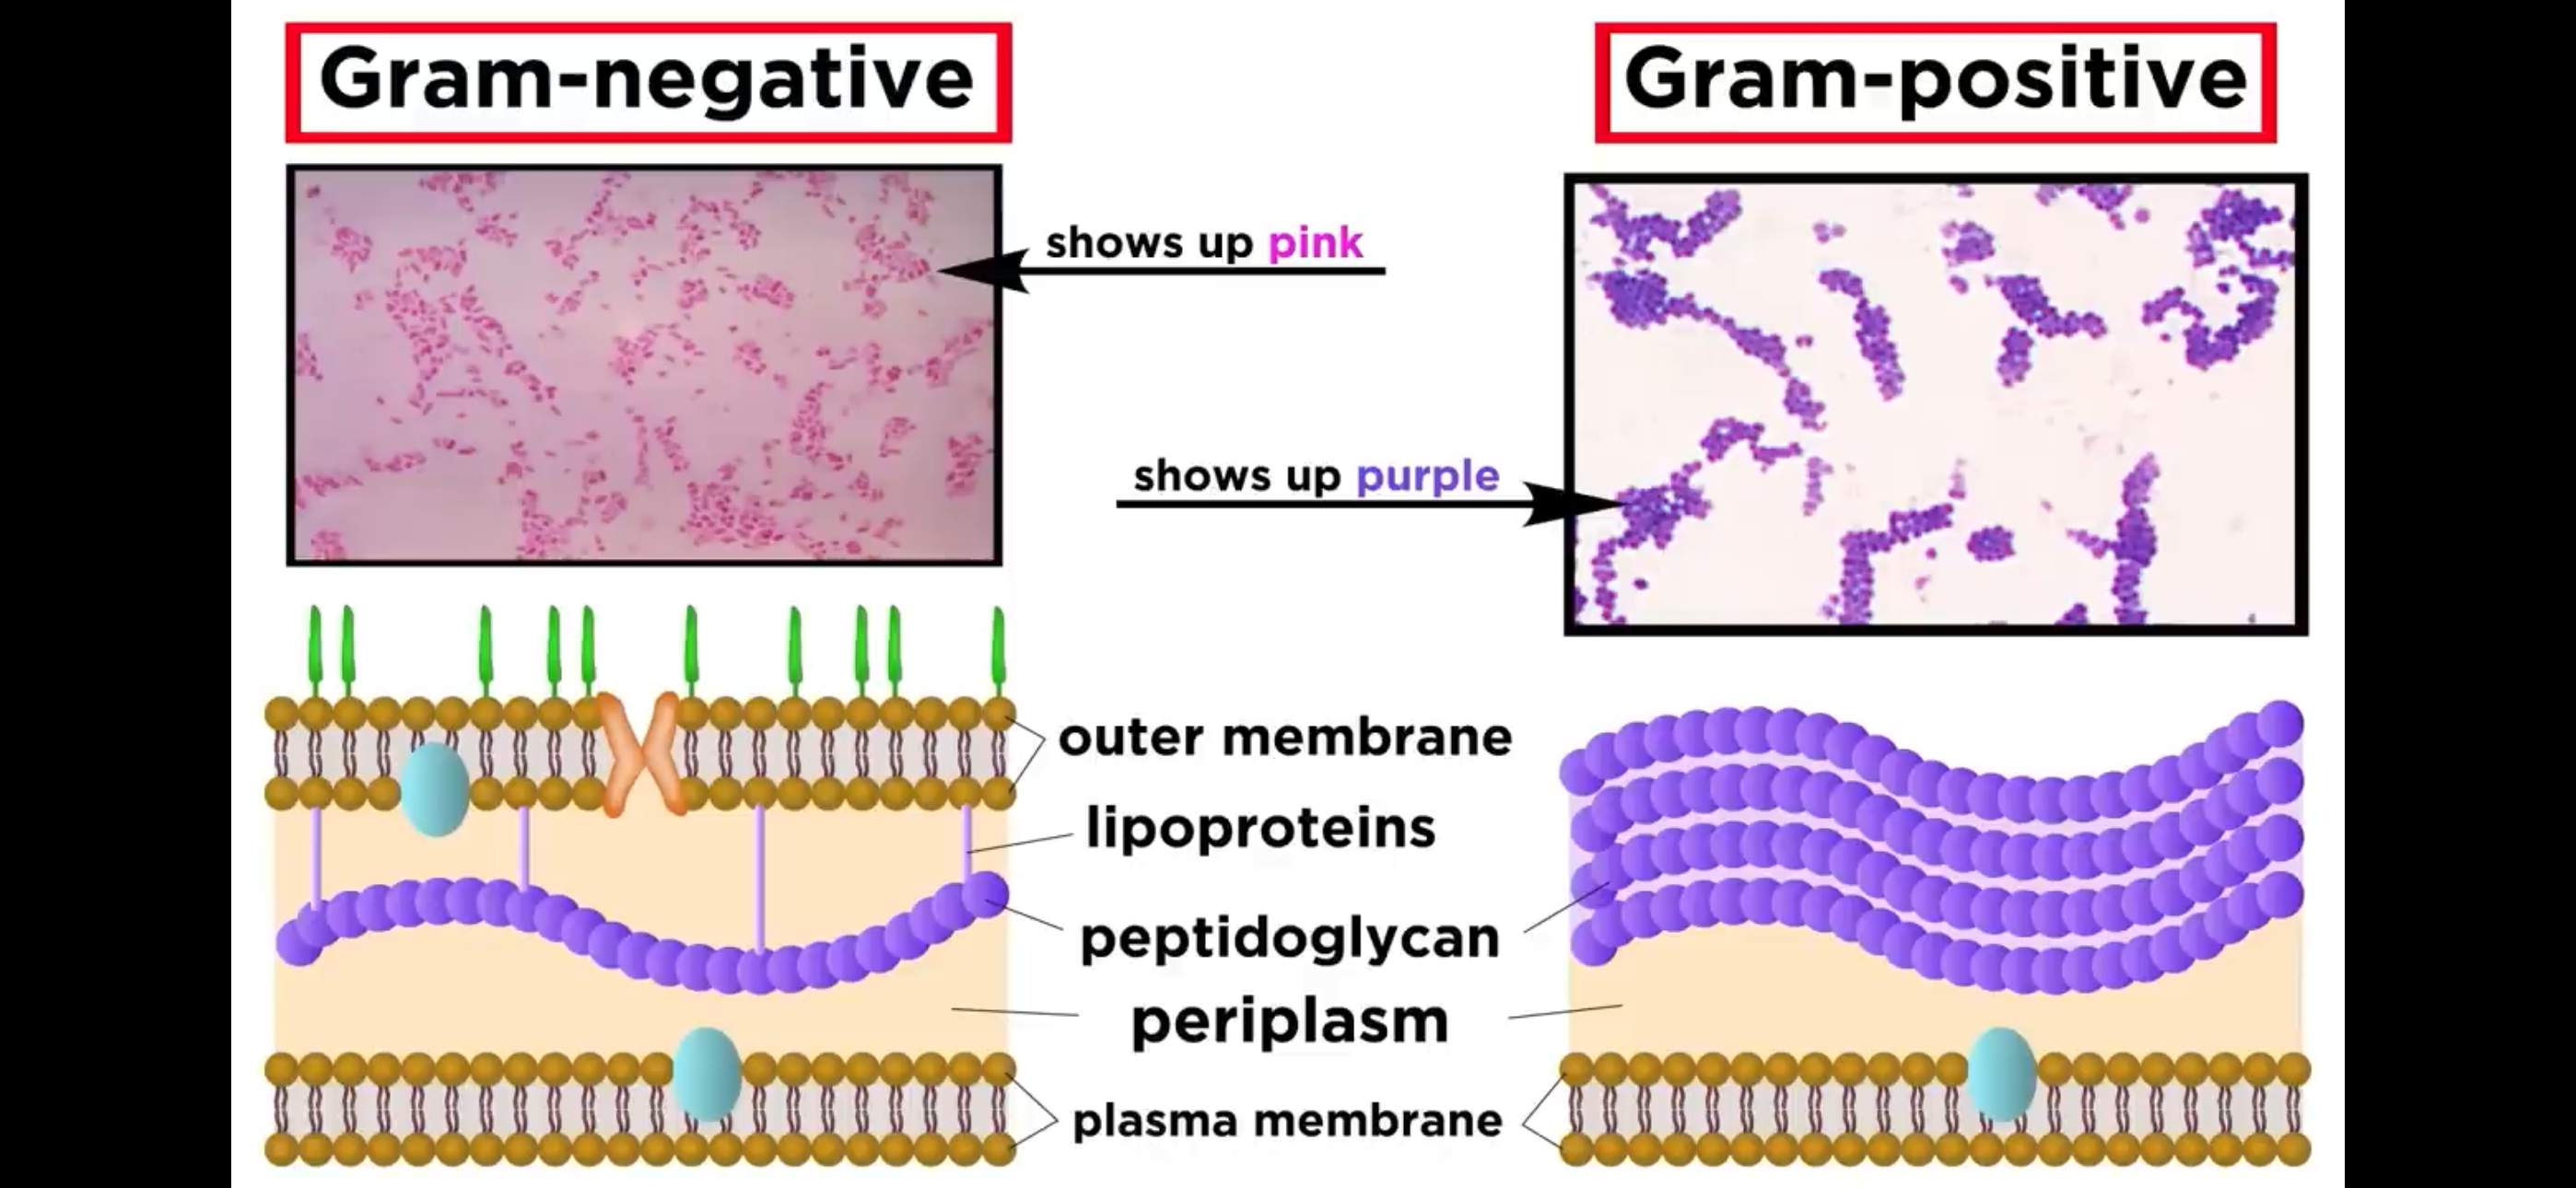 Gram-negative
Gram-positive
shows up pink
shows up purple
outer membrane
lipoproteins
peptidoglycan
periplasm
plasma membrane